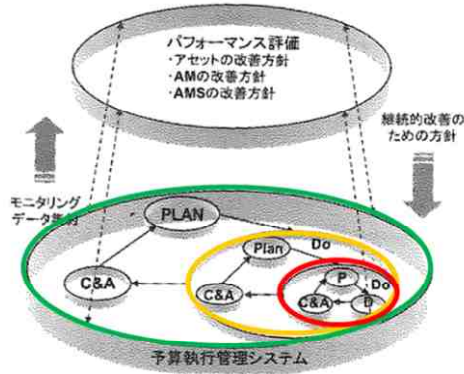 パフォーマンス評価
・アセットの改善方針
・AMの改善方針
・AMSの改善方針
継続的改善の
ための方針
モニタリング
データ集約
PLAN
Plan
Do
P
Do
C&A
C&A
C&A
D
予算執行管理システム